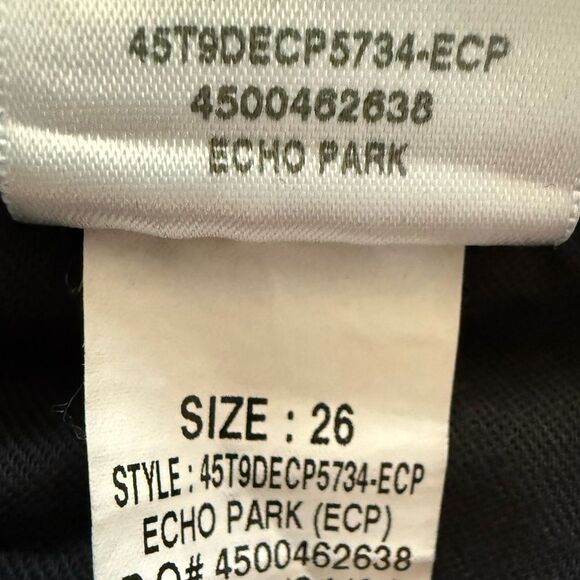 45T9DECP5734-ECP
4500462638
ECHO PARK
SIZE : 26
STYLE : 45T9DECP5734-ECP
ECHO PARK (ECP)
P.O# 4500462638